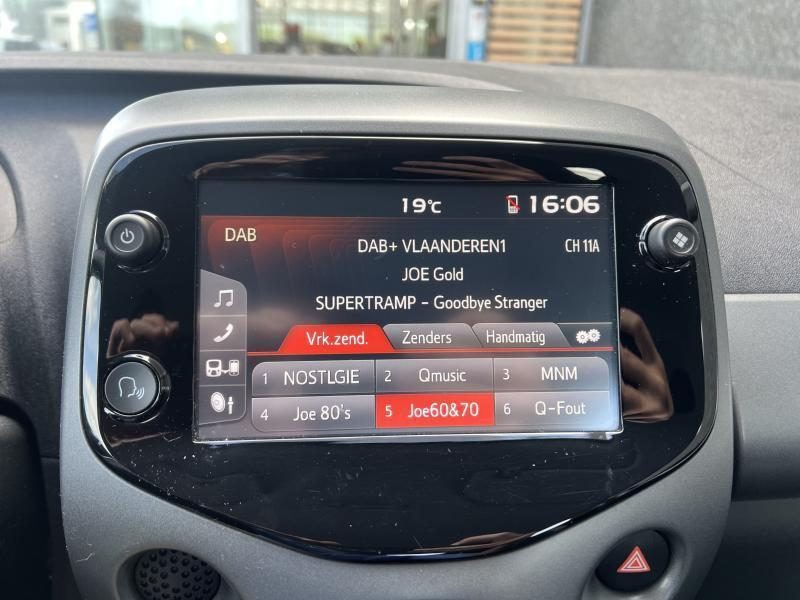 19°C 16:06
DAB DAB+ VLAANDEREN1 CH 11A
JOE Gold
SUPERTRAMP - Goodbye Stranger
Vrk.zend. Zenders Handmatig
1 NOSTLGIE 2 Qmusic 3 MNM
4 Joe 80's 5 Joe60&70 6 Q-Fout